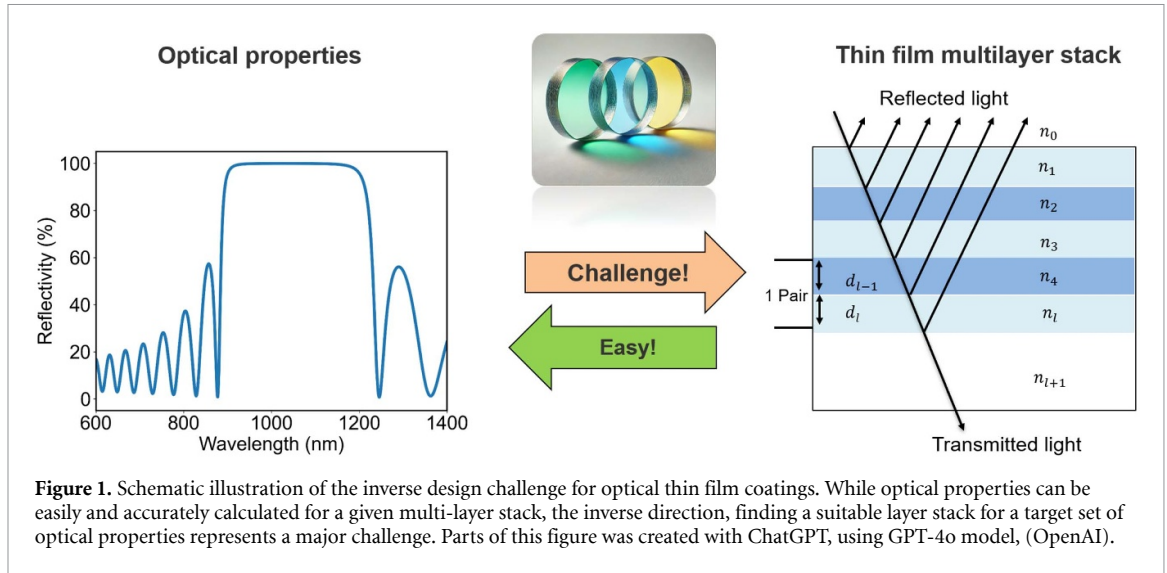 Optical properties
Thin film multilayer stack
Reflectivity (%)
100
80
60
40
20
0
600
800
1000
1200
1400
Wavelength (nm)
Challenge!
Easy!
Reflected light
n₀
n₁
n₂
n₃
n₄
nₗ
nₗ₊₁
1 Pair
dₗ₋₁
dₗ
Transmitted light
Figure 1. Schematic illustration of the inverse design challenge for optical thin film coatings. While optical properties can be
easily and accurately calculated for a given multi-layer stack, the inverse direction, finding a suitable layer stack for a target set of
optical properties represents a major challenge. Parts of this figure was created with ChatGPT, using GPT-4o model, (OpenAI).